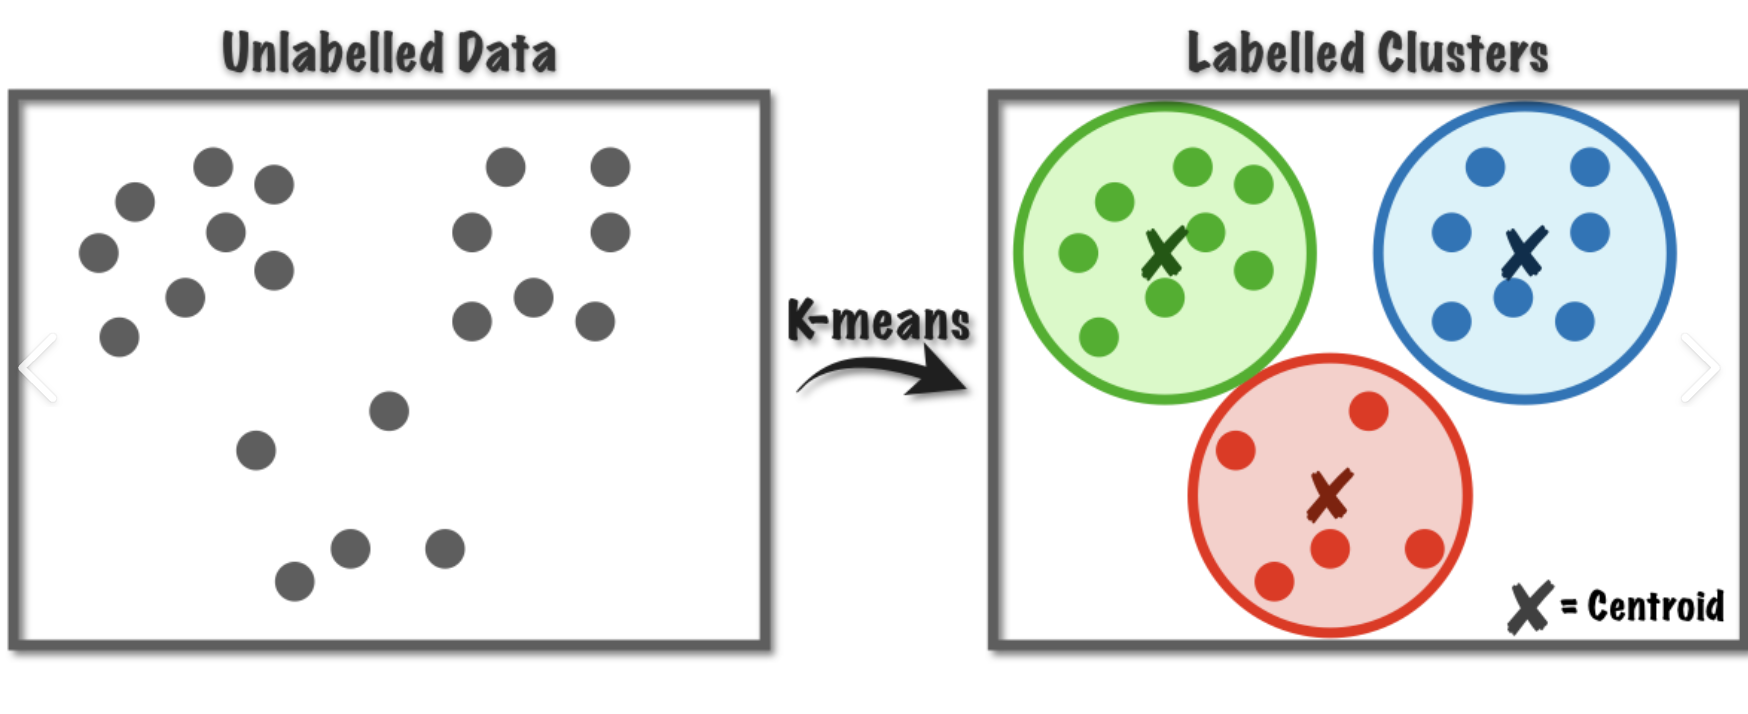 Unlabelled Data
Labelled Clusters
K-means
= Centroid